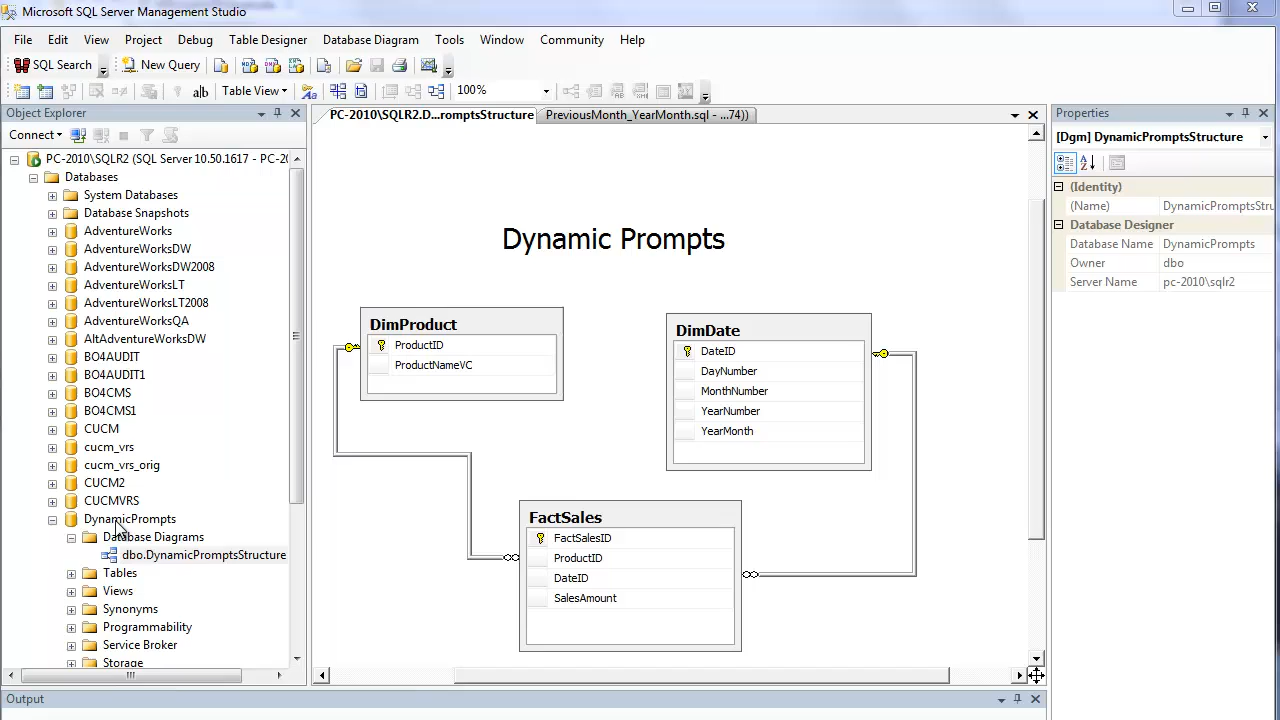 Microsoft SQL Server Management Studio
File Edit View Project Debug Table Designer Database Diagram Tools Window Community Help
SQL Search New Query
ab Table View 100%
Object Explorer
Connect
PC-2010\SQLR2 (SQL Server 10.50.1617 - PC-20
Databases
System Databases
Database Snapshots
AdventureWorks
AdventureWorksDW
AdventureWorksDW2008
AdventureWorksLT
AdventureWorksLT2008
AdventureWorksQA
AltAdventureWorksDW
BO4AUDIT
BO4AUDIT1
BO4CMS
BO4CMS1
CUCM
cucm_vrs
cucm_vrs_orig
CUCM2
CUCMVRS
DynamicPrompts
Database Diagrams
dbo.DynamicPromptsStructure
Tables
Views
Synonyms
Programmability
Service Broker
Storage
PC-2010\SQLR2.D...romptsStructure PreviousMonth_YearMonth.sql - ...74))
Dynamic Prompts
DimProduct
ProductID
ProductNameVC
DimDate
DateID
DayNumber
MonthNumber
YearNumber
YearMonth
FactSales
FactSalesID
ProductID
DateID
SalesAmount
Properties
[Dgm] DynamicPromptsStructure
(Identity)
(Name) DynamicPromptsStru
Database Designer
Database Name DynamicPrompts
Owner dbo
Server Name pc-2010\sqlr2
Output